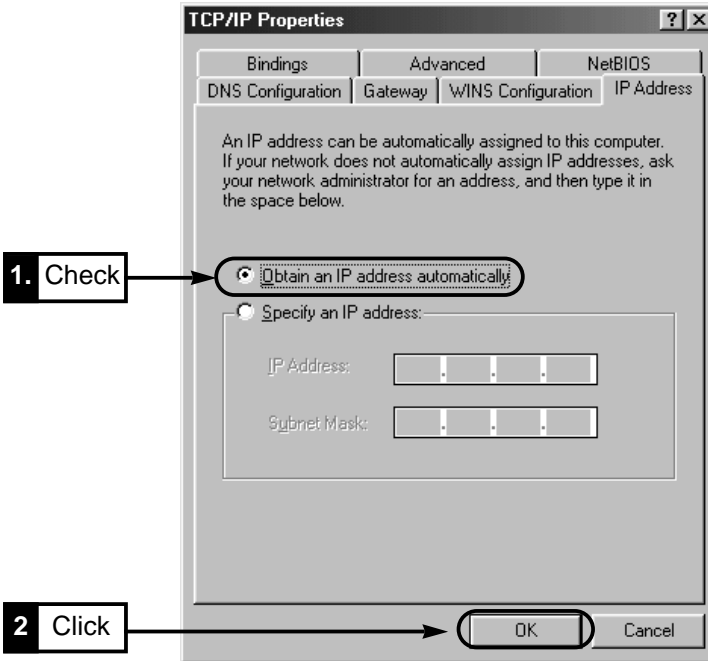 TCP/IP Properties
? X
Bindings Advanced NetBIOS
DNS Configuration Gateway WINS Configuration IP Address
An IP address can be automatically assigned to this computer.
If your network does not automatically assign IP addresses, ask
your network administrator for an address, and then type it in
the space below.
1. Check
Obtain an IP address automatically
Specify an IP address:
IP Address:
. . .
Subnet Mask:
. . .
2 Click
OK Cancel